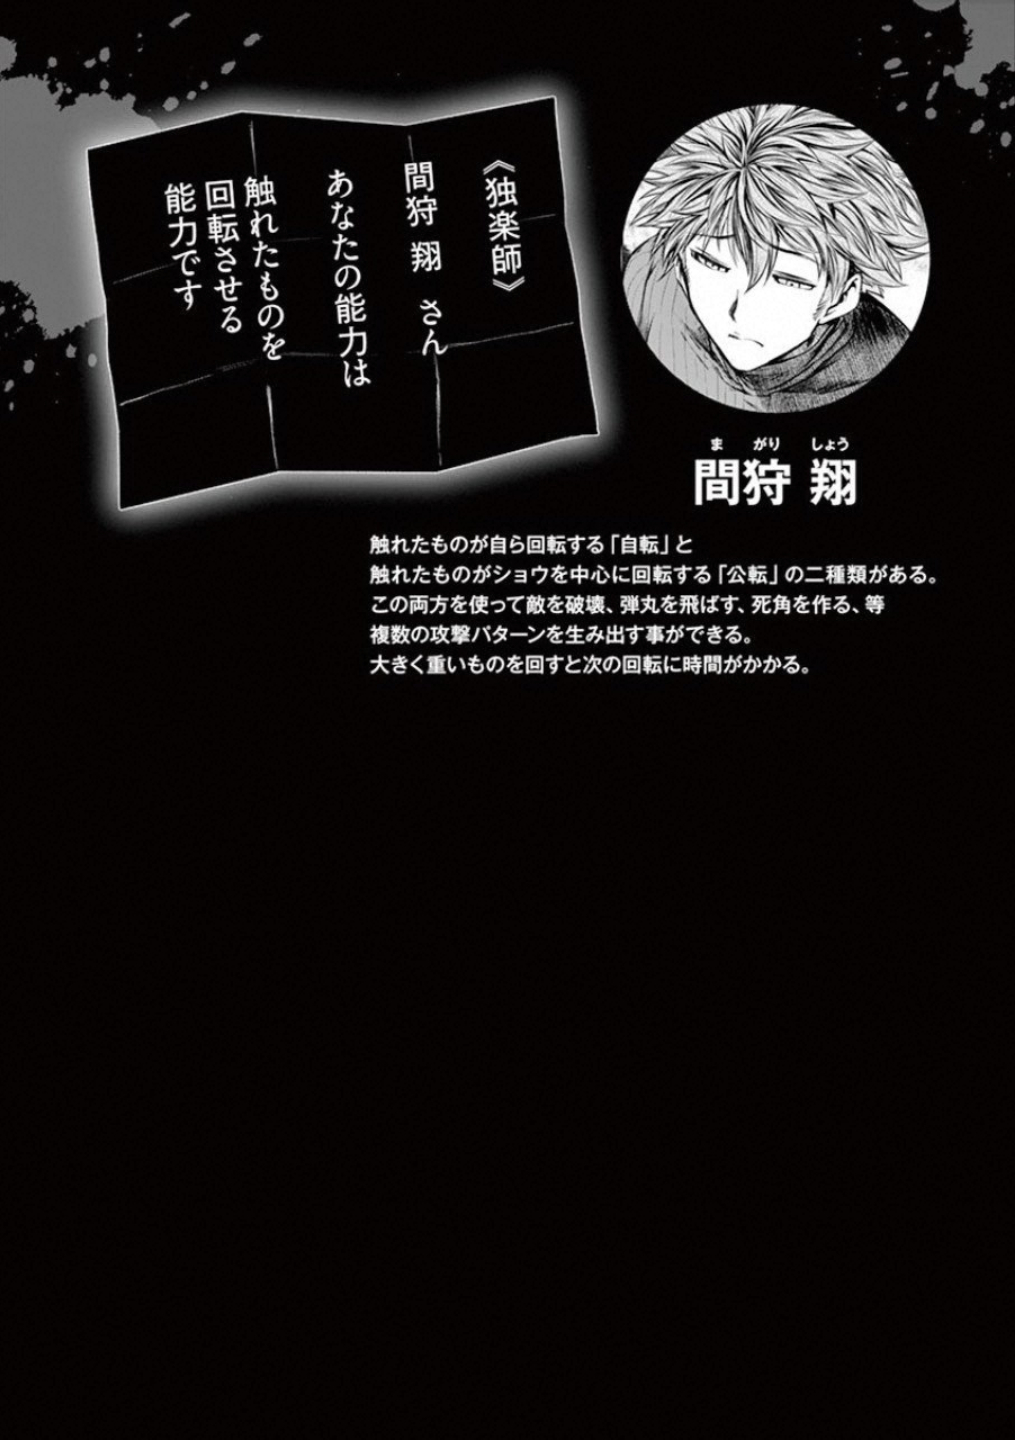 《独楽師》
間狩 翔 さん
あなたの能力は
触れたものを
回転させる
能力です
まがり しょう
間狩 翔
触れたものが自ら回転する「自転」と
触れたものがショウを中心に回転する「公転」の二種類がある。
この両方を使って敵を破壊、弾丸を飛ばす、死角を作る、等
複数の攻撃パターンを生み出す事ができる。
大きく重いものを回すと次の回転に時間がかかる。